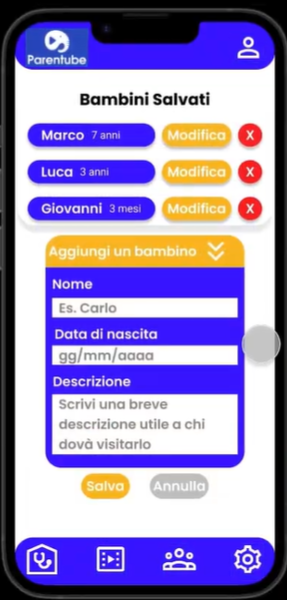 Parentube
Bambini Salvati
Marco 7 anni Modifica X
Luca 3 anni Modifica X
Giovanni 3 mesi Modifica X
Aggiungi un bambino
Nome
Es. Carlo
Data di nascita
gg/mm/aaaa
Descrizione
Scrivi una breve
descrizione utile a chi
dovà visitarlo
Salva Annulla